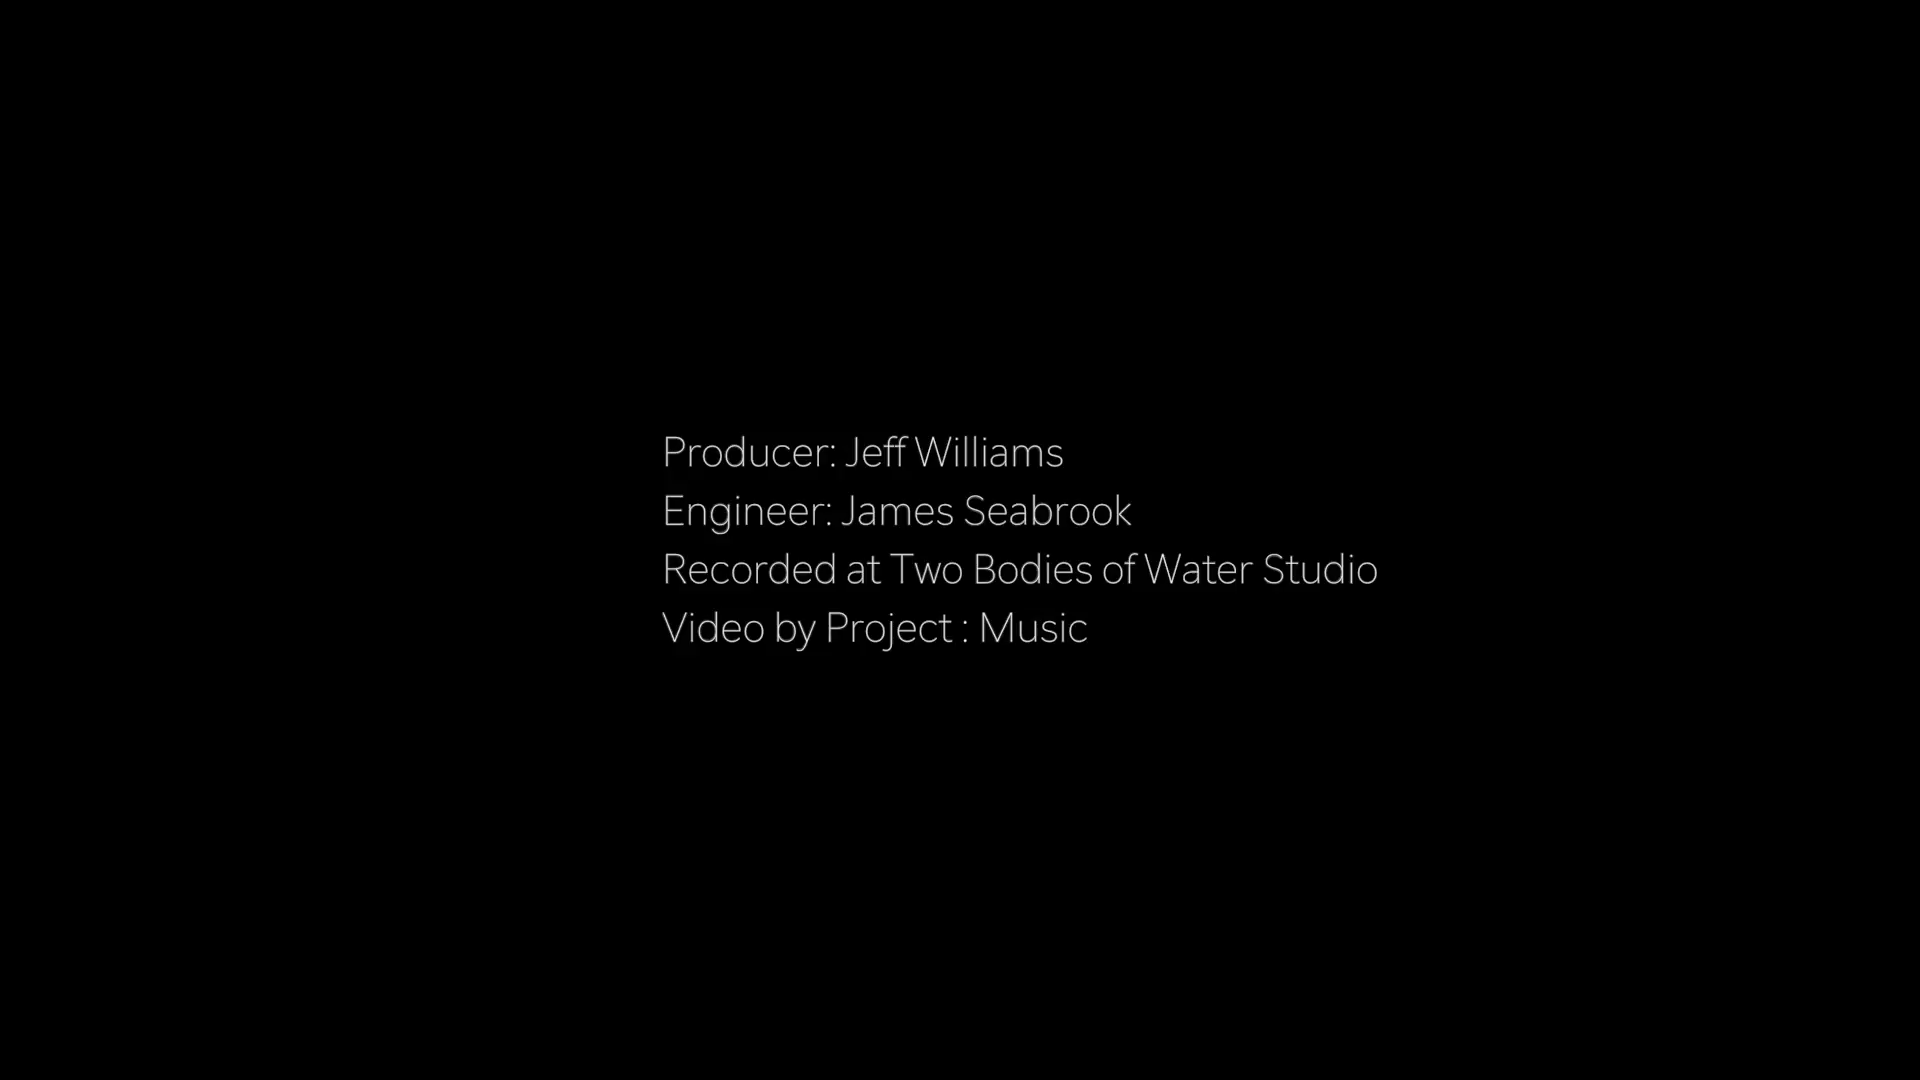 Producer: Jeff Williams
Engineer: James Seabrook
Recorded at Two Bodies of Water Studio
Video by Project : Music